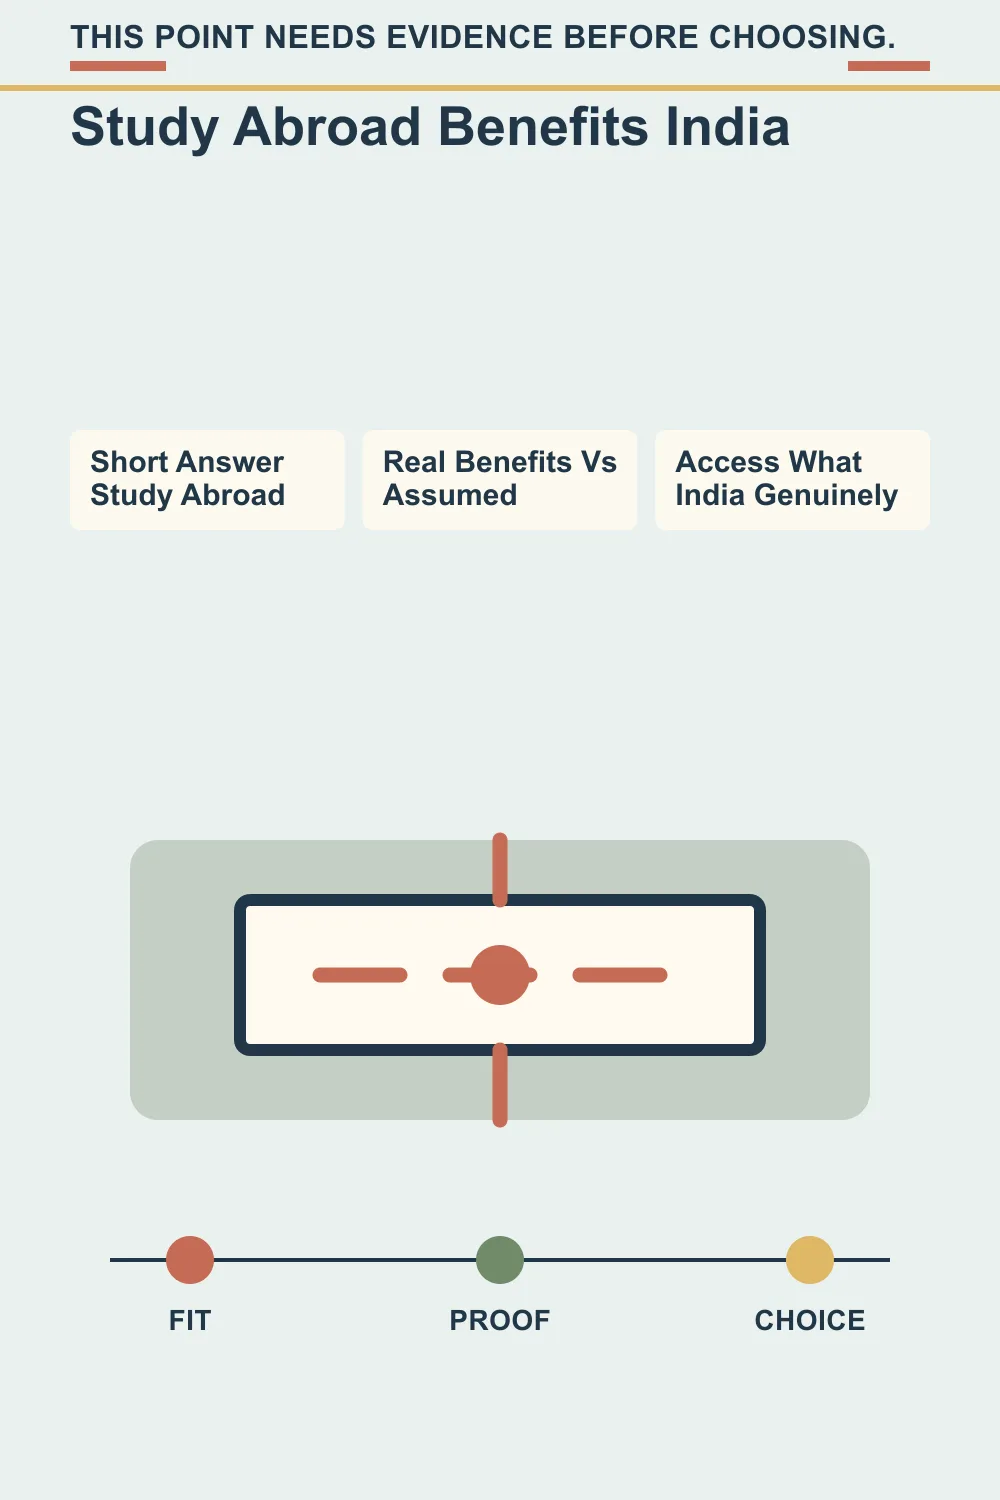 THIS POINT NEEDS EVIDENCE BEFORE CHOOSING.
Study Abroad Benefits India
Short Answer
Study Abroad
Real Benefits Vs
Assumed
Access What
India Genuinely
FIT
PROOF
CHOICE